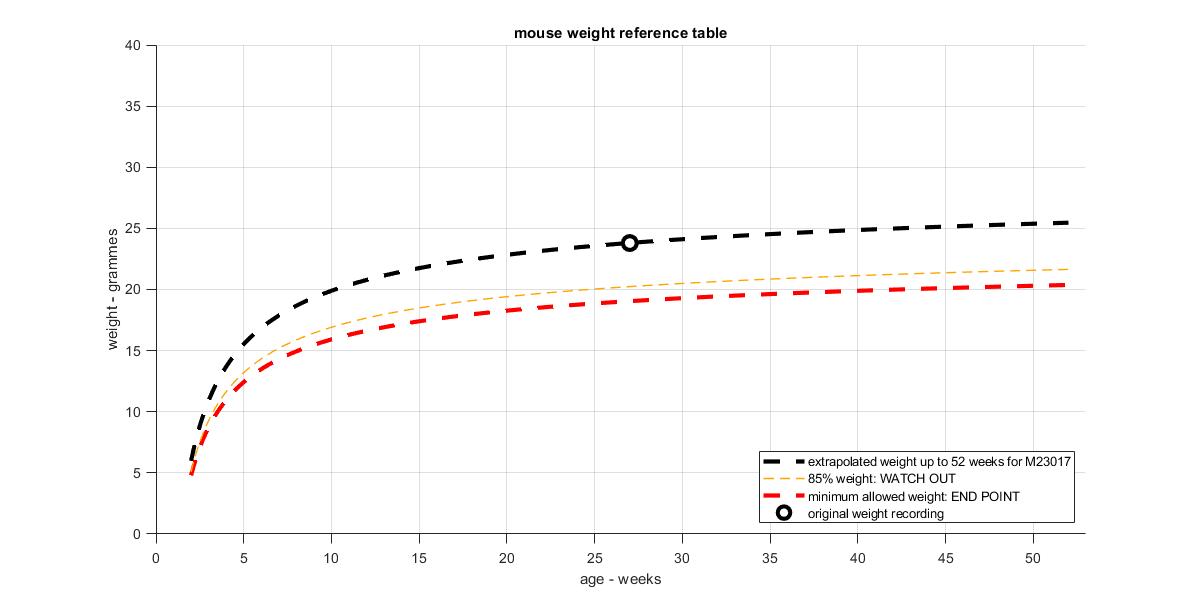 mouse weight reference table
40
35
30
25
20
15
10
5
0
weight - grammes
0 5 10 15 20 25 30 35 40 45 50
age - weeks
extrapolated weight up to 52 weeks for M23017
85% weight: WATCH OUT
minimum allowed weight: END POINT
original weight recording